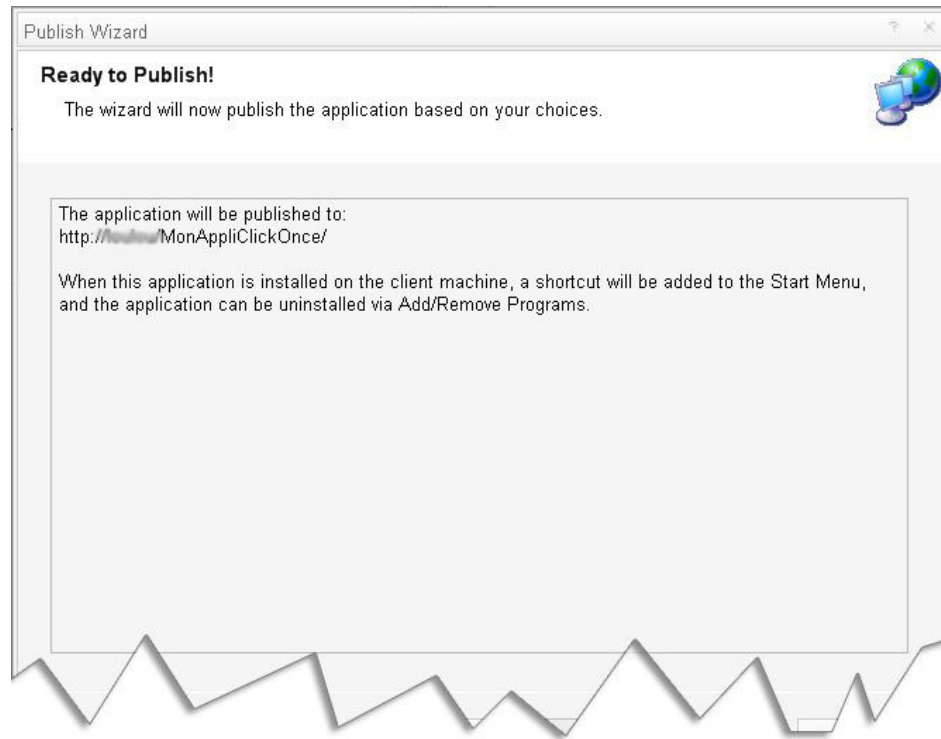 Publish Wizard
Ready to Publish!
The wizard will now publish the application based on your choices.
The application will be published to:
http:// /MonAppliClickOnce/
When this application is installed on the client machine, a shortcut will be added to the Start Menu,
and the application can be uninstalled via Add/Remove Programs.